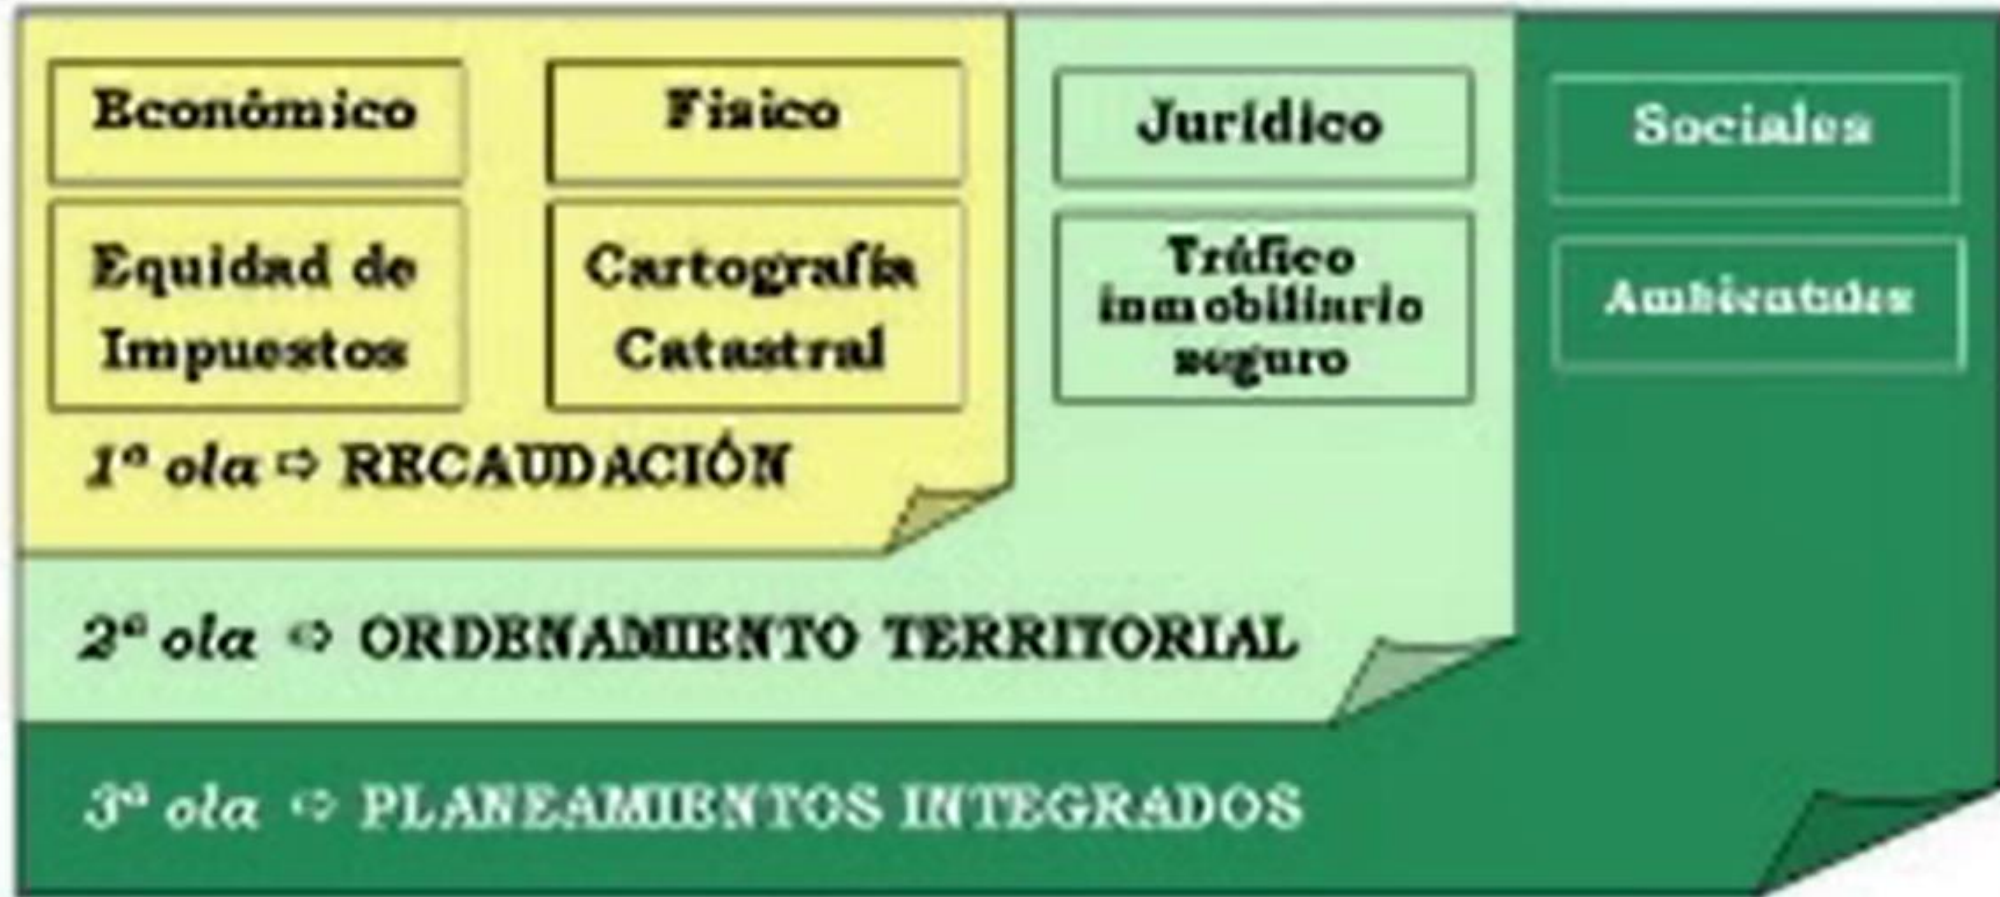 Económico
Fisico
Jurídico
Sociales
Equidad de
Impuestos
Cartografía
Catastral
Tráfico
inmobiliario
seguro
Ambientales
1ª ola ⇨ RECAUDACIÓN
2ª ola ⇨ ORDENAMIENTO TERRITORIAL
3ª ola ⇨ PLANEAMIENTOS INTEGRADOS